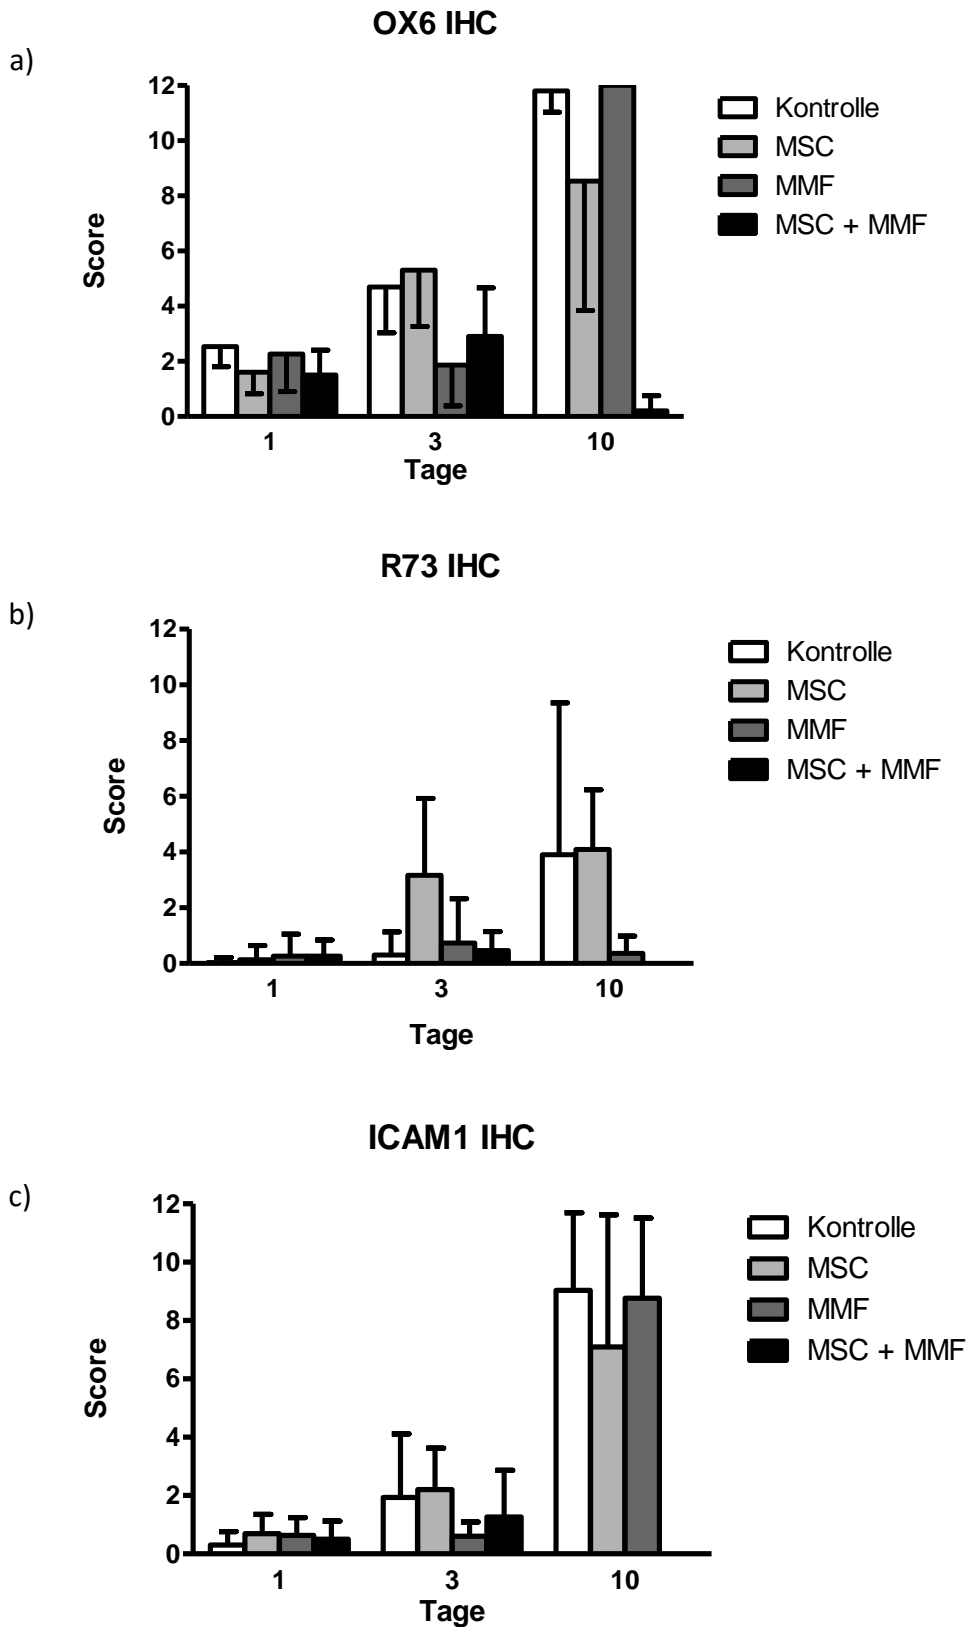 OX6 IHC
a)
12
10
8
6
4
2
0
Score
1 3 10
Tage
Kontrolle
MSC
MMF
MSC + MMF
R73 IHC
b)
12
10
8
6
4
2
0
Score
1 3 10
Tage
Kontrolle
MSC
MMF
MSC + MMF
ICAM1 IHC
c)
12
10
8
6
4
2
0
Score
1 3 10
Tage
Kontrolle
MSC
MMF
MSC + MMF